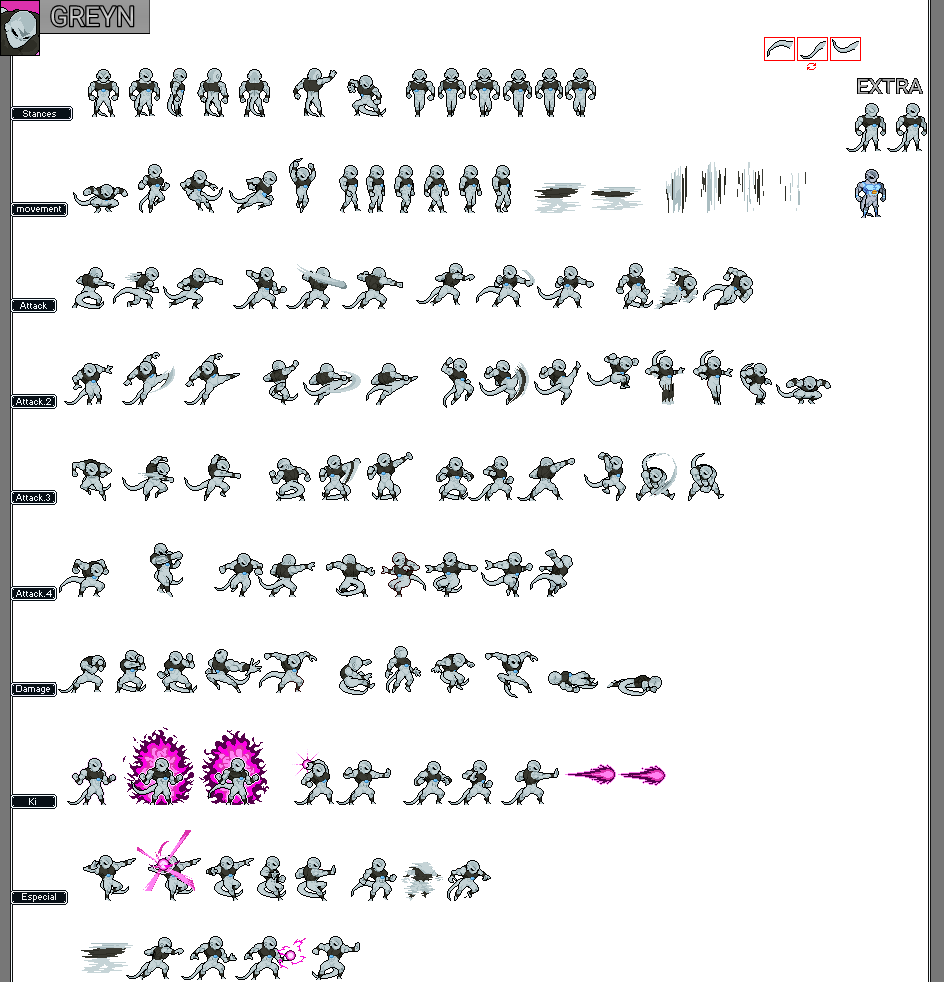 GREYN
EXTRA
Stances
movement
Attack
Attack.2
Attack.3
Attack.4
Damage
Ki
Especial